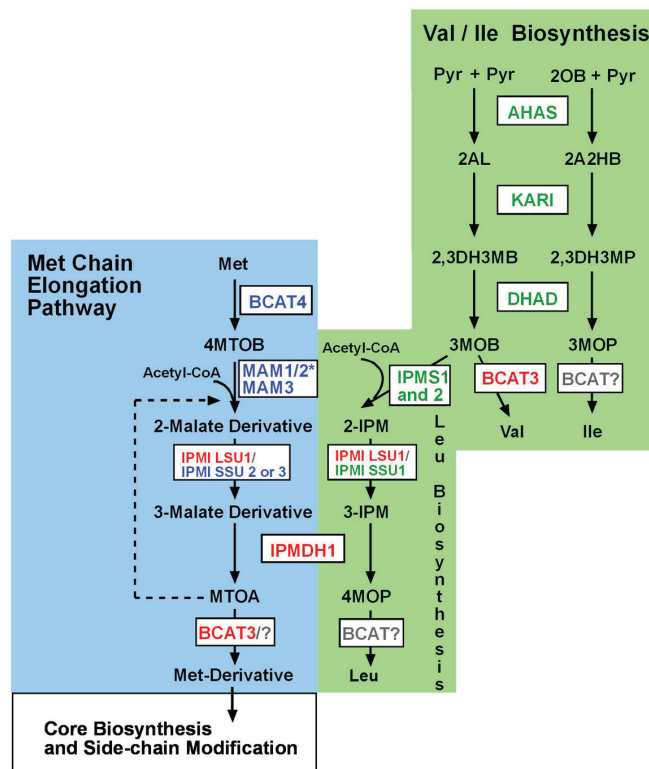 Val / Ile Biosynthesis
Pyr + Pyr
2OB + Pyr
AHAS
2AL
2A2HB
KARI
2,3DH3MB
2,3DH3MP
DHAD
3MOB
3MOP
BCAT3
BCAT?
Val
Ile
Met Chain
Elongation
Pathway
Met
BCAT4
4MTOB
Acetyl-CoA
MAM1/2*
MAM3
2-Malate Derivative
IPMI LSU1/
IPMI SSU 2 or 3
3-Malate Derivative
IPMDH1
MTOA
BCAT3/?
Met-Derivative
Core Biosynthesis
and Side-chain Modification
Acetyl-CoA
IPMS1
and 2
2-IPM
IPMI LSU1/
IPMI SSU1
3-IPM
4MOP
BCAT?
Leu
Leu Biosynthesis